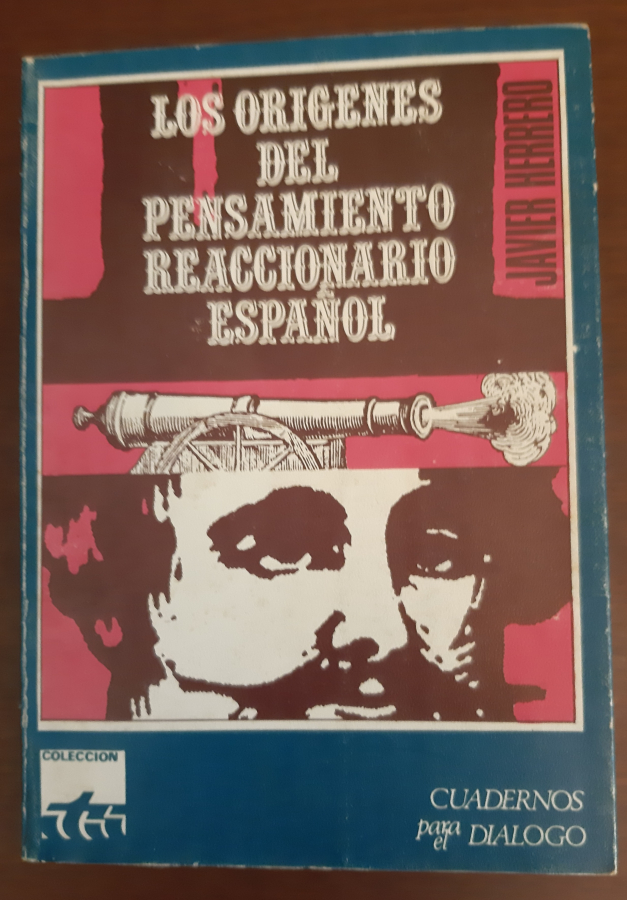 LOS ORIGENES
DEL
PENSAMIENTO
REACCIONARIO
ESPAÑOL
JAVIER HERRERO
COLECCION
CUADERNOS
para el DIALOGO